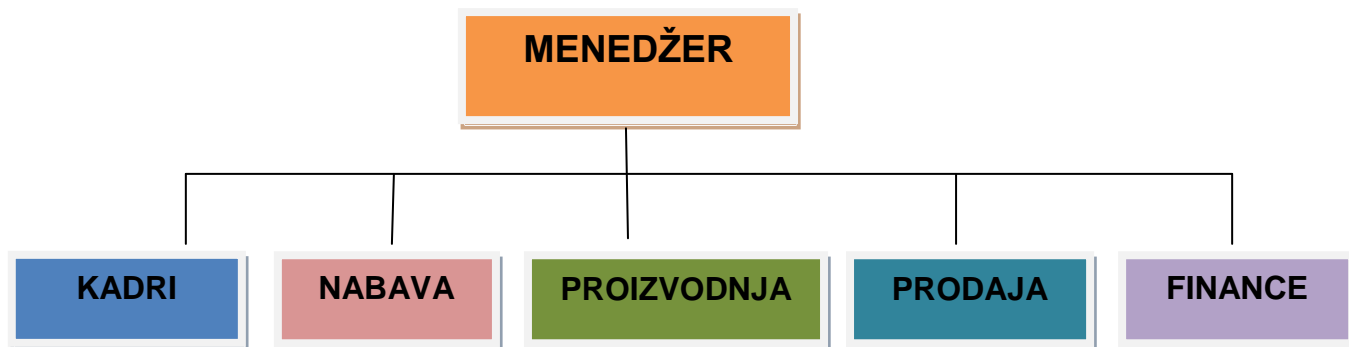 MENEDŽER
KADRI
NABAVA
PROIZVODNJA
PRODAJA
FINANCE